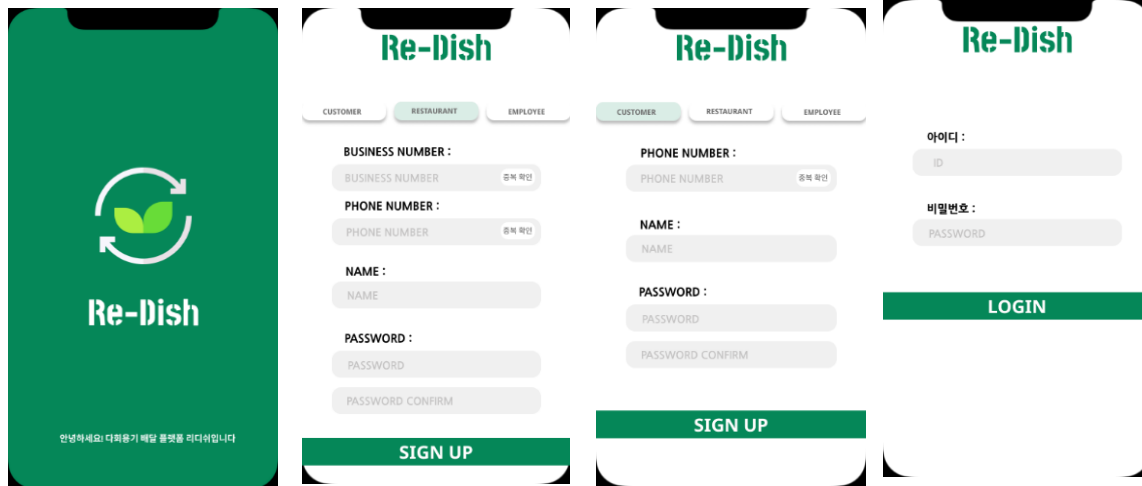 Re-Dish
안녕하세요! 다회용기 배달 플랫폼 리디쉬입니다
Re-Dish
CUSTOMER RESTAURANT EMPLOYEE
BUSINESS NUMBER :
BUSINESS NUMBER 중복 확인
PHONE NUMBER :
PHONE NUMBER 중복 확인
NAME :
NAME
PASSWORD :
PASSWORD
PASSWORD CONFIRM
SIGN UP
Re-Dish
CUSTOMER RESTAURANT EMPLOYEE
PHONE NUMBER :
PHONE NUMBER 중복 확인
NAME :
NAME
PASSWORD :
PASSWORD
PASSWORD CONFIRM
SIGN UP
Re-Dish
아이디 :
ID
비밀번호 :
PASSWORD
LOGIN